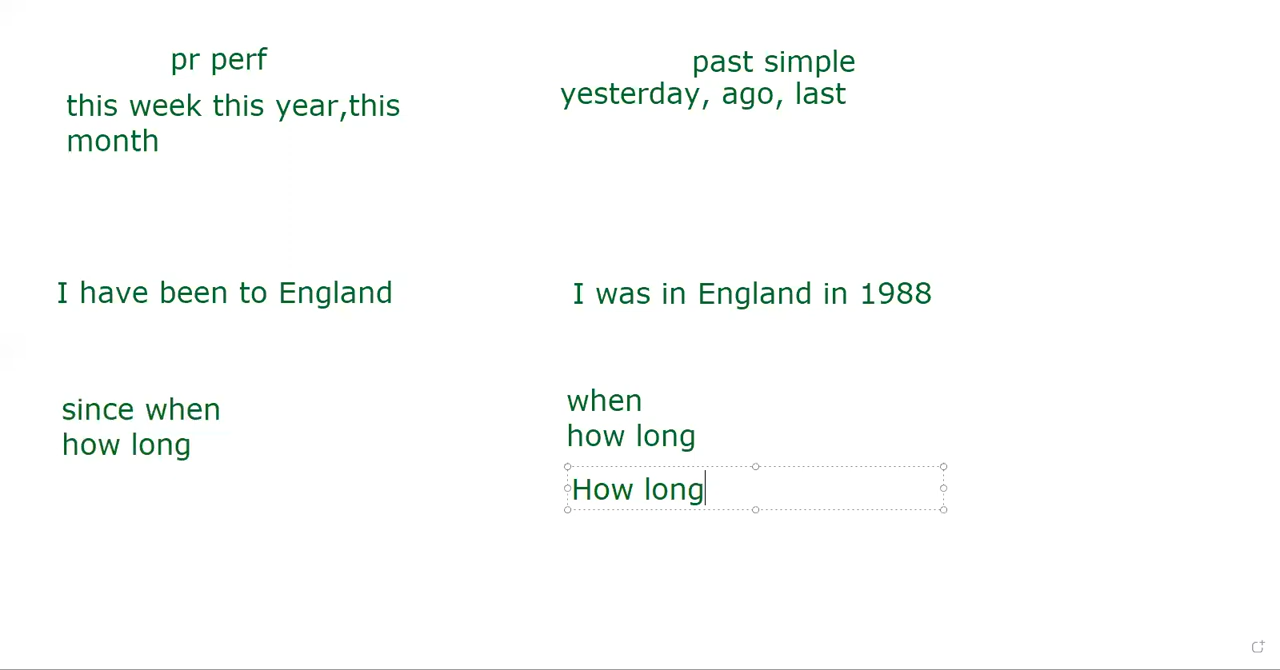 pr perf
this week this year,this
month
past simple
yesterday, ago, last
I have been to England
I was in England in 1988
since when
how long
when
how long
How long